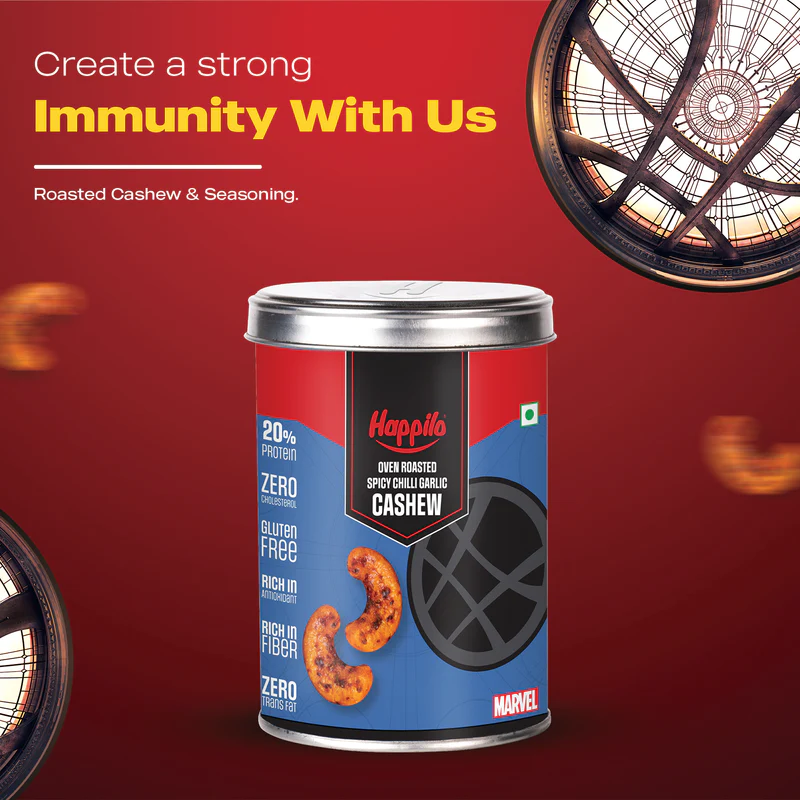 Create a strong
Immunity With Us
Roasted Cashew & Seasoning.
Happilo
OVEN ROASTED
SPICY CHILLI GARLIC
CASHEW
20%
PROTEIN
ZERO
CHOLESTEROL
GLUTEN
FREE
RICH IN
ANTIOXIDANT
RICH IN
FIBER
ZERO
TRANS FAT
MARVEL